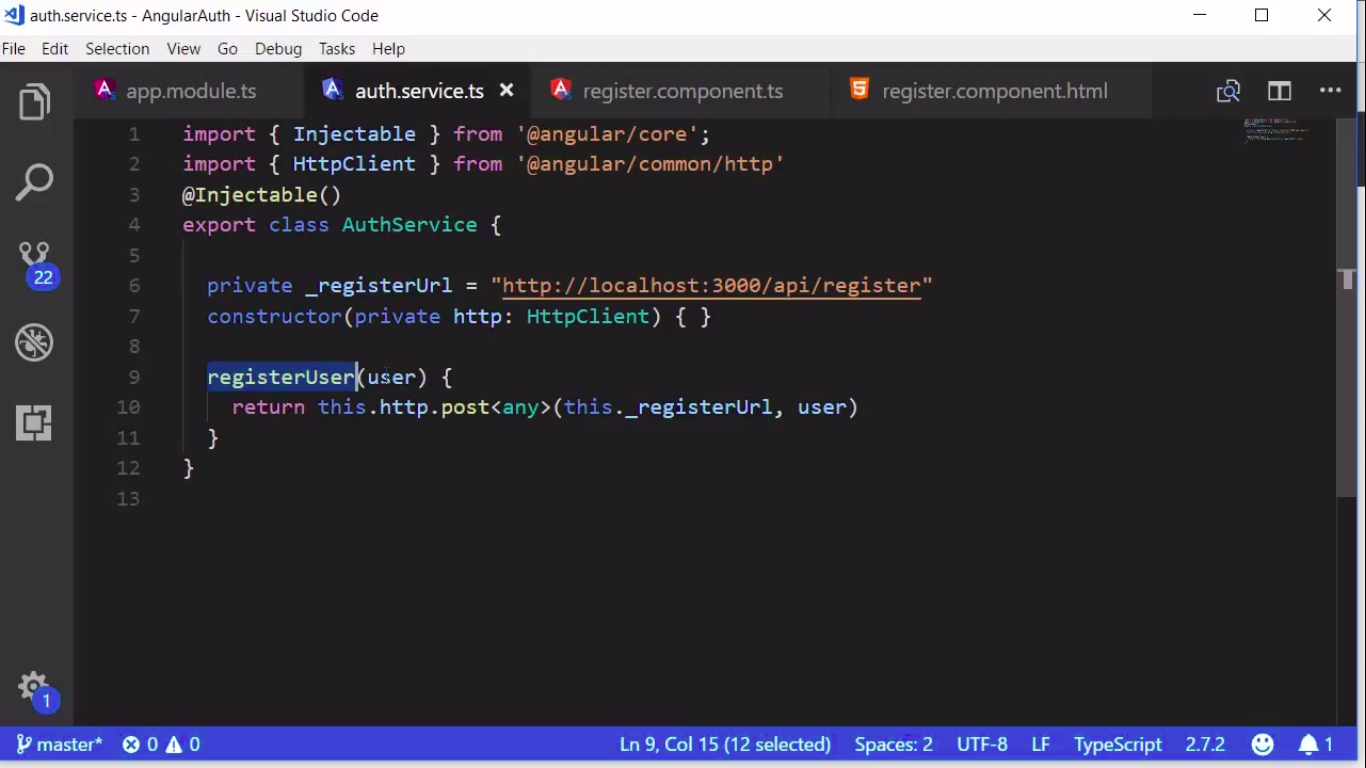 auth.service.ts - AngularAuth - Visual Studio Code
File Edit Selection View Go Debug Tasks Help
app.module.ts auth.service.ts register.component.ts register.component.html
1 import { Injectable } from '@angular/core';
2 import { HttpClient } from '@angular/common/http'
3 @Injectable()
4 export class AuthService {
5
6 private _registerUrl = "http://localhost:3000/api/register"
7 constructor(private http: HttpClient) { }
8
9 registerUser(user) {
10 return this.http.post<any>(this._registerUrl, user)
11 }
12 }
13
22
1
master* 0 0 Ln 9, Col 15 (12 selected) Spaces: 2 UTF-8 LF TypeScript 2.7.2 1